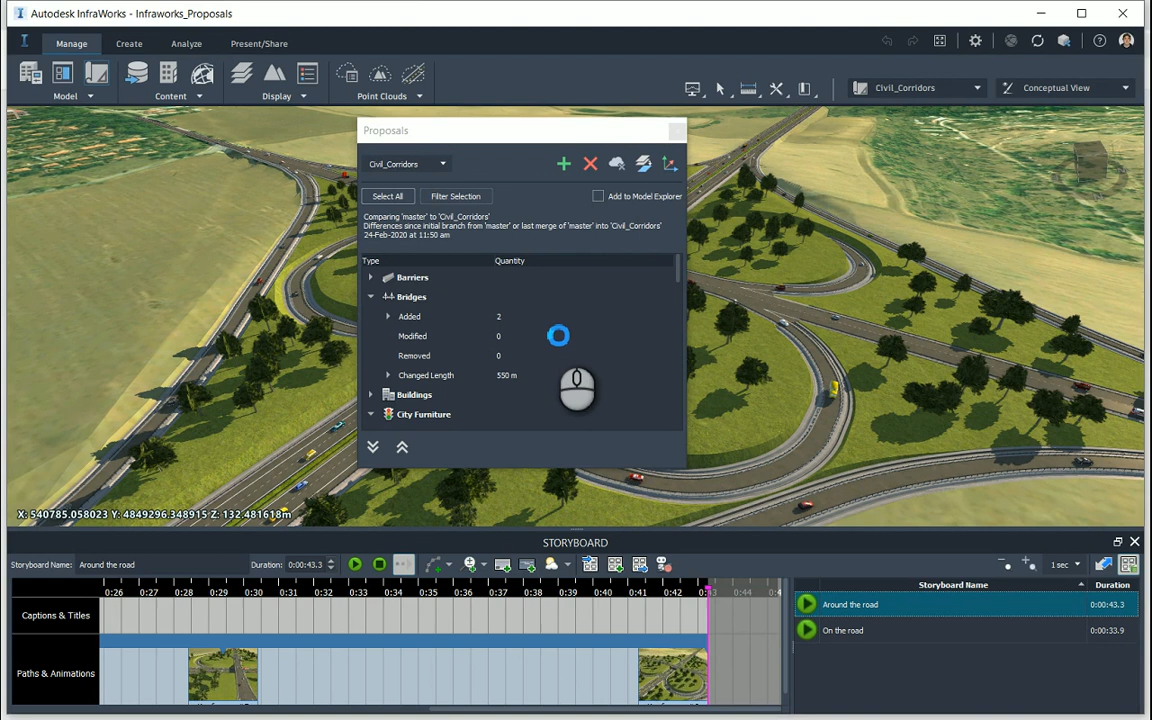 Autodesk InfraWorks - Infraworks_Proposals
Manage
Create
Analyze
Present/Share
Model
Content
Display
Point Clouds
Civil_Corridors
Conceptual View
Proposals
Civil_Corridors
Select All
Filter Selection
Add to Model Explorer
Comparing 'master' to 'Civil_Corridors'
Differences since initial branch from 'master' or last merge of 'master' into 'Civil_Corridors'
24-Feb-2020 at 11:50 am
Type Quantity
Barriers
Bridges
Added 2
Modified 0
Removed 0
Changed Length 550 m
Buildings
City Furniture
X: 540785.058023 Y: 4849296.348915 Z: 132.481618m
STORYBOARD
Storyboard Name: Around the road Duration: 0:00:43.3
1 sec
0:26 0:27 0:28 0:29 0:30 0:31 0:32 0:33 0:34 0:35 0:36 0:37 0:38 0:39 0:40 0:41 0:42 0:44
Captions & Titles
Paths & Animations
Storyboard Name Duration
Around the road 0:00:43.3
On the road 0:00:33.9